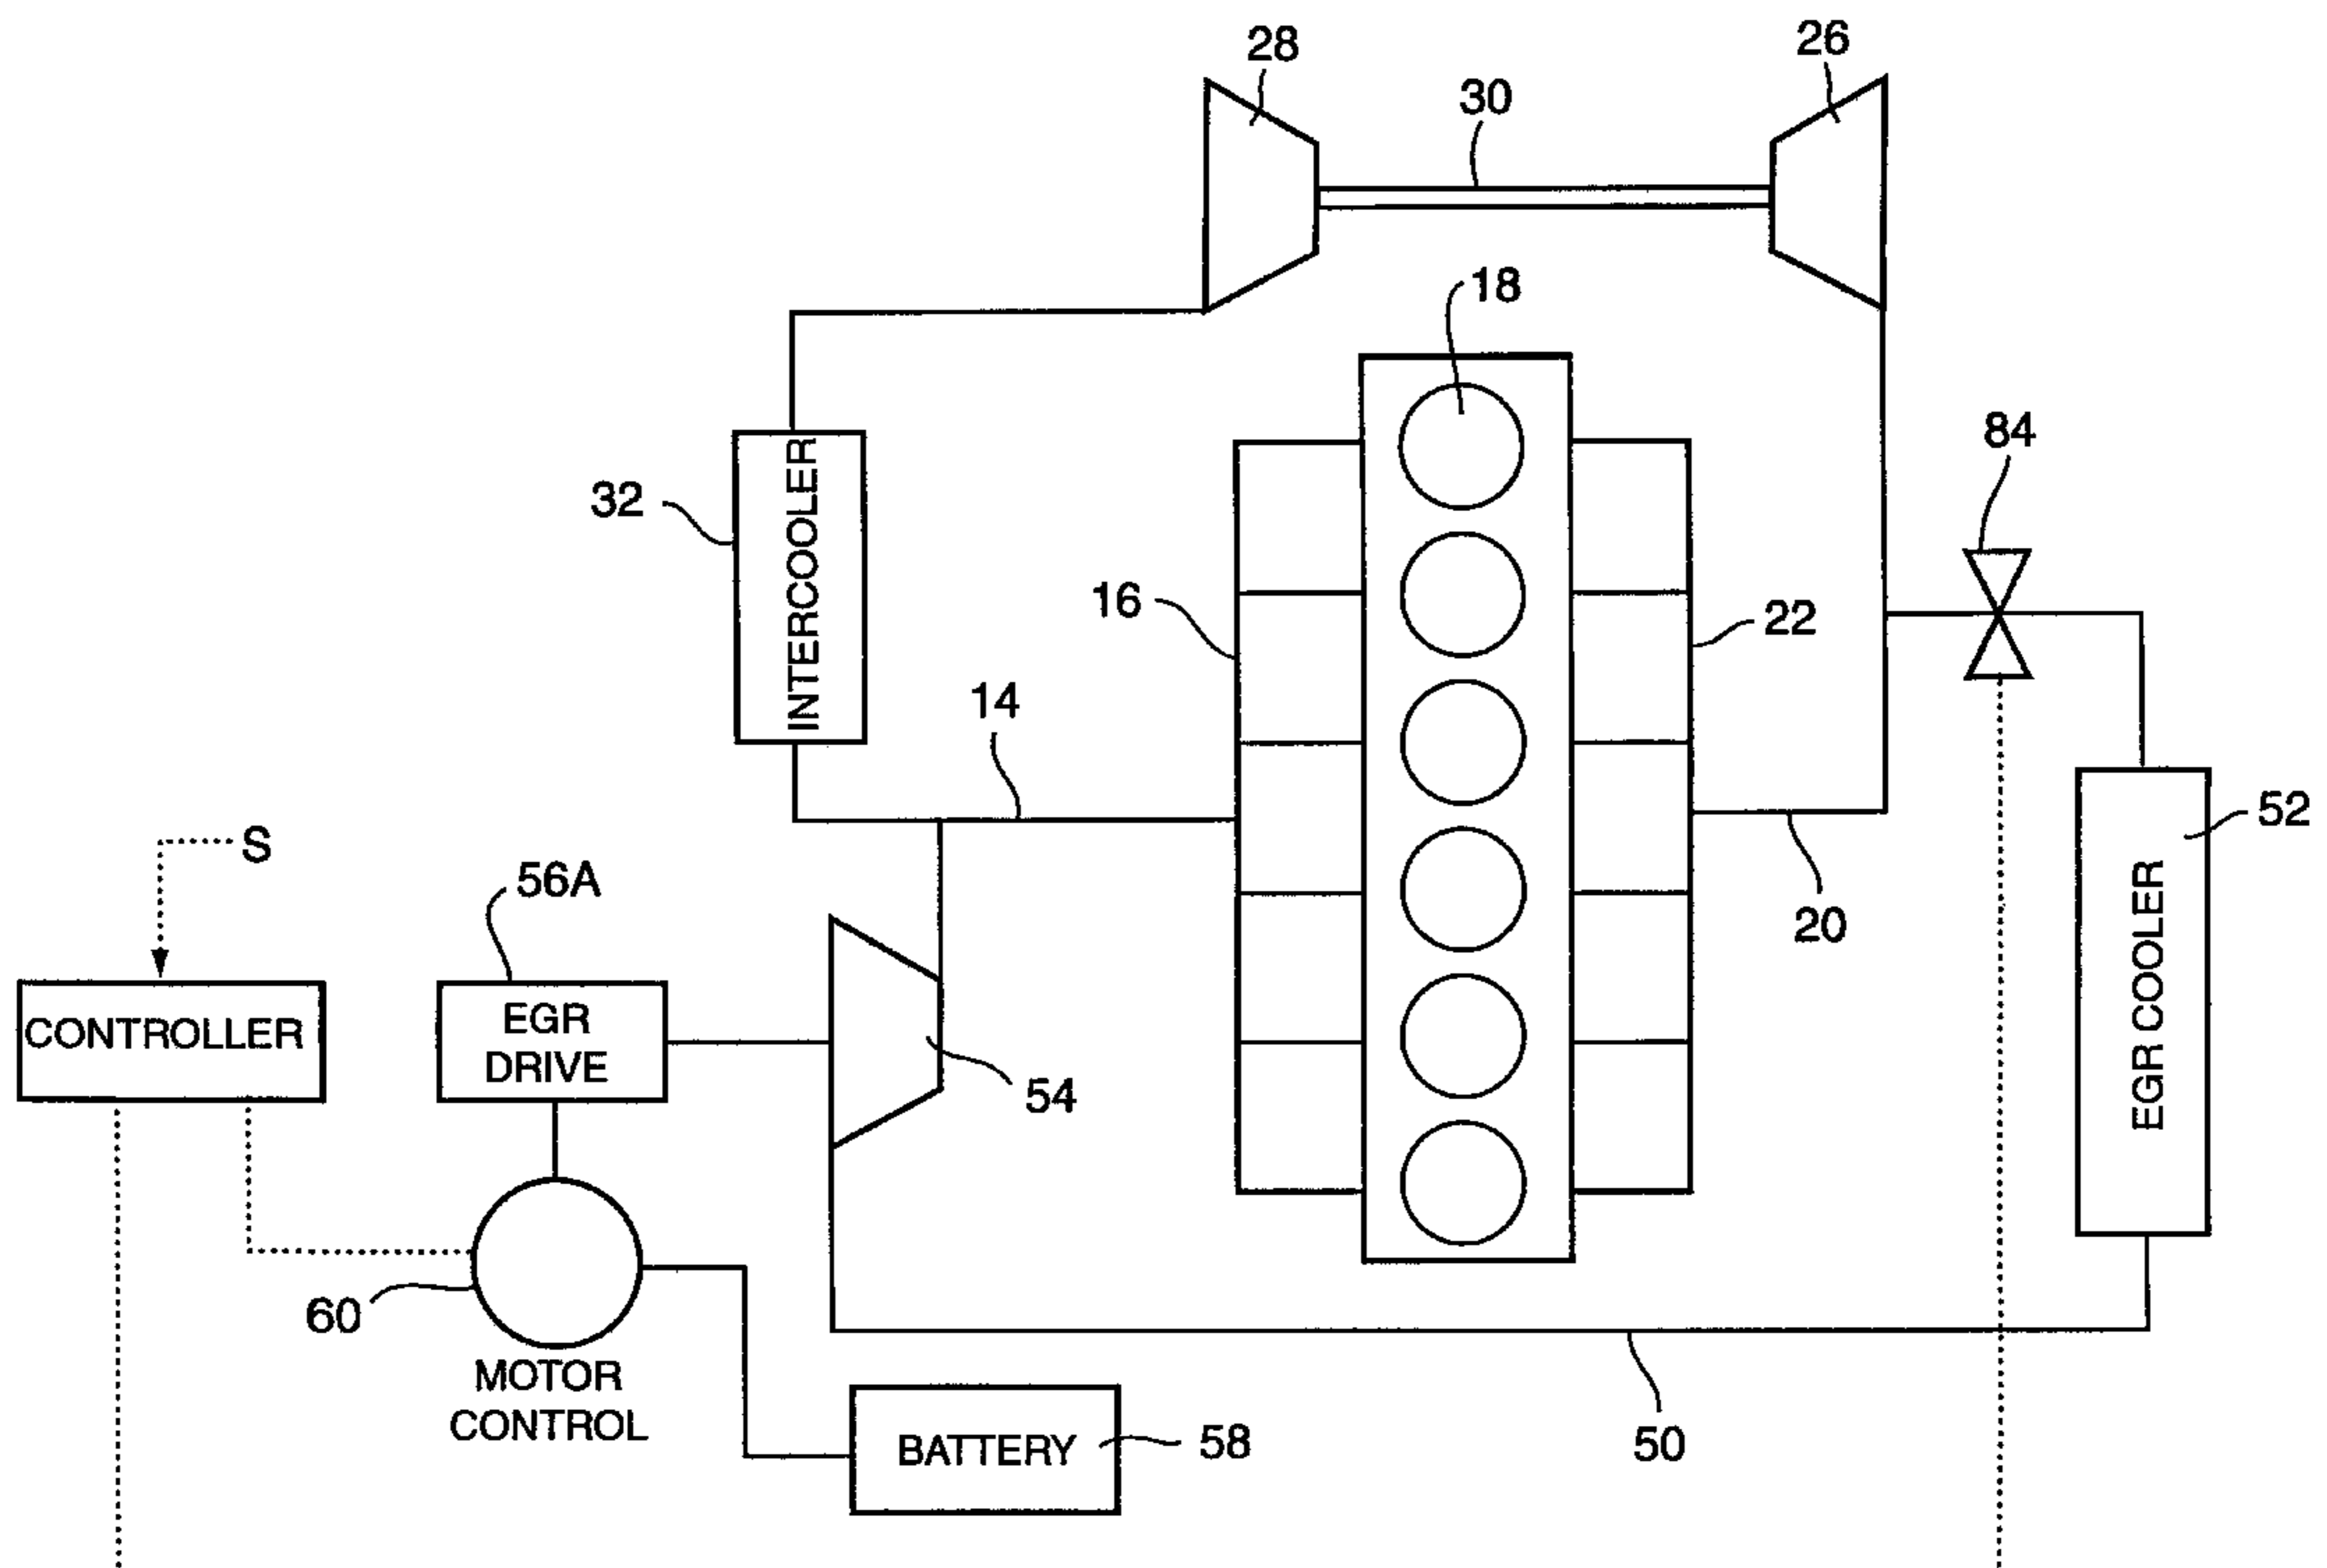 28
26
30
18
84
INTERCOOLER
32
16
22
14
52
S
56A
20
EGR COOLER
CONTROLLER
EGR
DRIVE
54
60
MOTOR
CONTROL
BATTERY
58
50